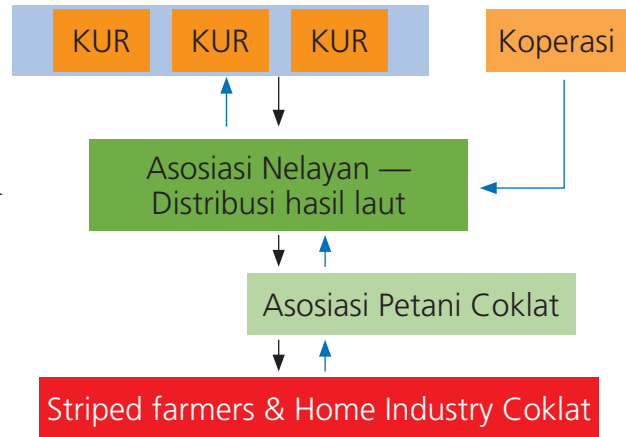 KUR KUR KUR Koperasi
Asosiasi Nelayan —
Distribusi hasil laut
Asosiasi Petani Coklat
Striped farmers & Home Industry Coklat